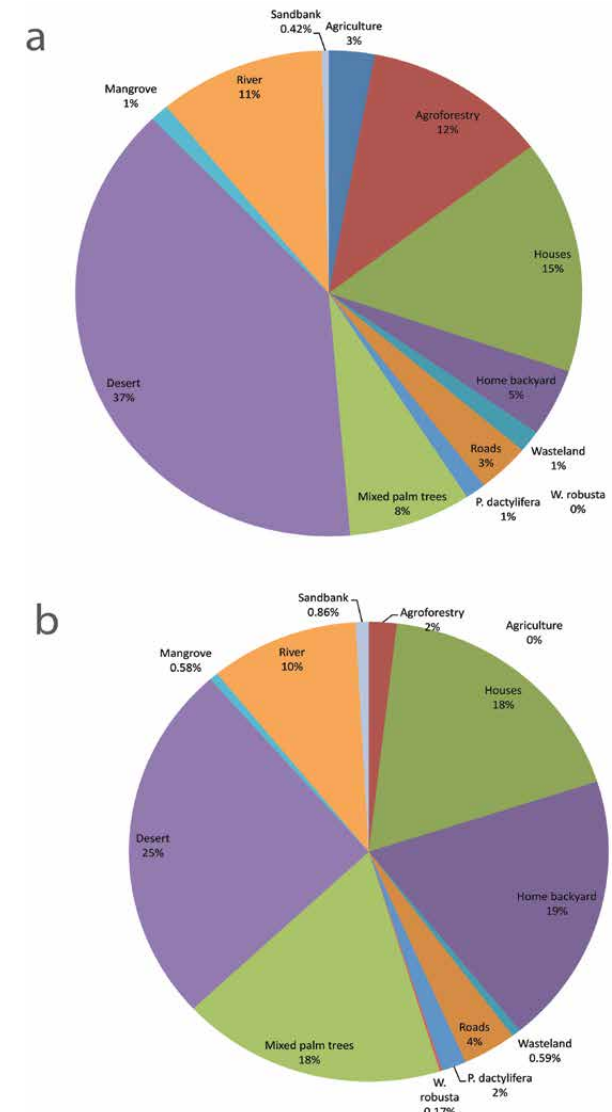 a
Sandbank
0.42%
Agriculture
3%
Agroforestry
12%
Houses
15%
Home backyard
5%
Wasteland
1%
W. robusta
0%
Roads
3%
P. dactylifera
1%
Mixed palm trees
8%
Desert
37%
Mangrove
1%
River
11%
b
Sandbank
0.86%
Agroforestry
2%
Agriculture
0%
Houses
18%
Home backyard
19%
Wasteland
0.59%
Roads
4%
P. dactylifera
2%
W.
robusta
0.17%
Mixed palm trees
18%
Desert
25%
Mangrove
0.58%
River
10%